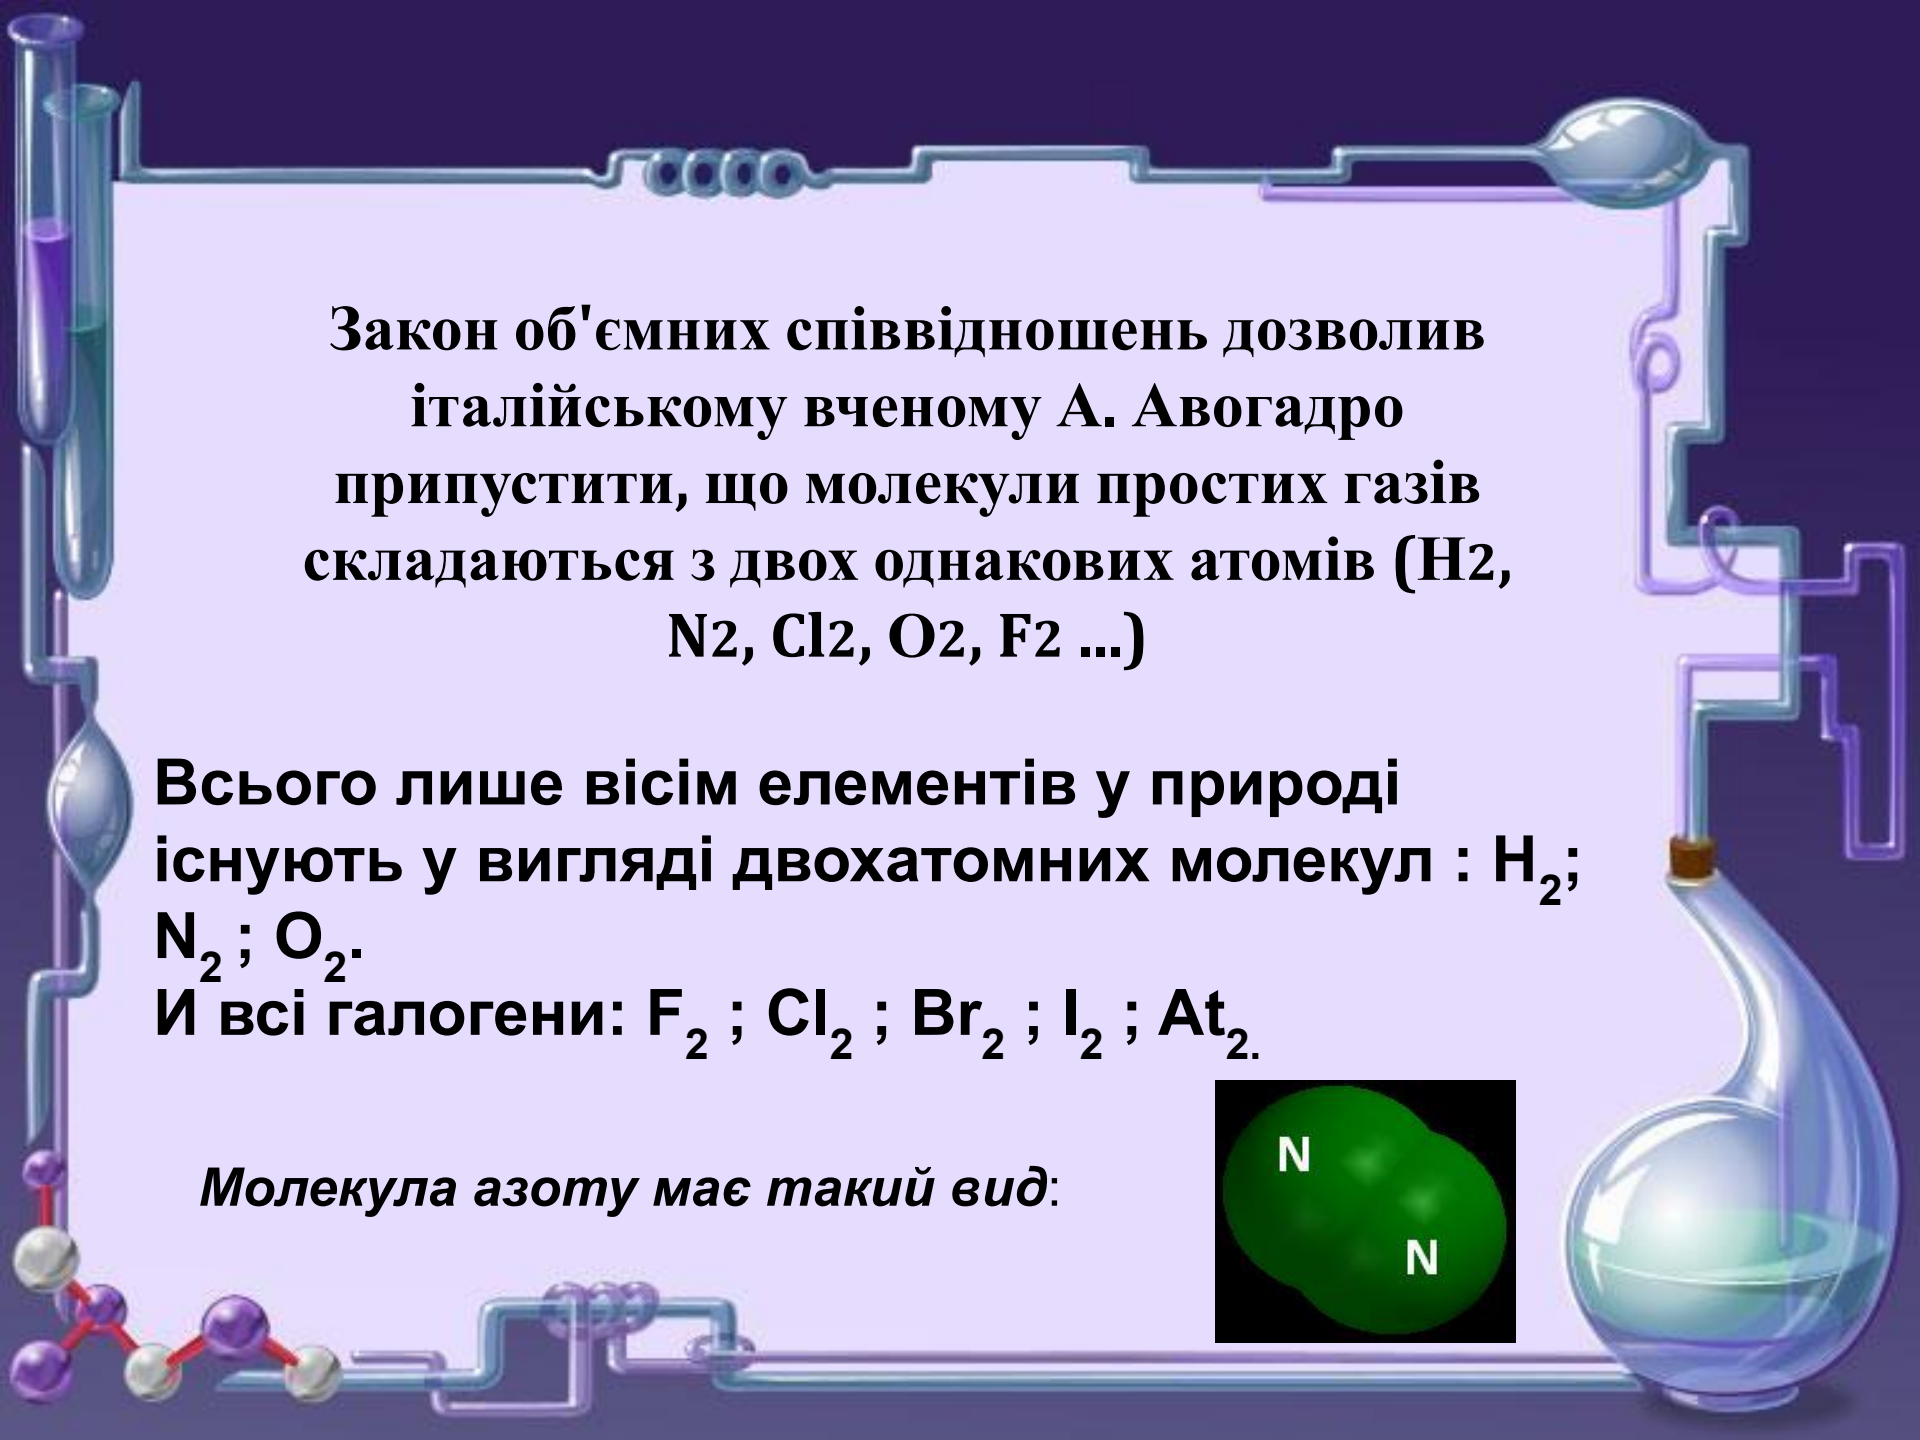 Закон об'ємних співвідношень дозволив
італійському вченому А. Авогадро
припустити, що молекули простих газів
складаються з двох однакових атомів (Н2,
N2, Cl2, О2, F2 ...)
Всього лише вісім елементів у природі
існують у вигляді двохатомних молекул : H₂;
N₂ ; O₂.
И всі галогени: F₂ ; Cl₂ ; Br₂ ; I₂ ; At₂.
Молекула азоту має такий вид:
N
N